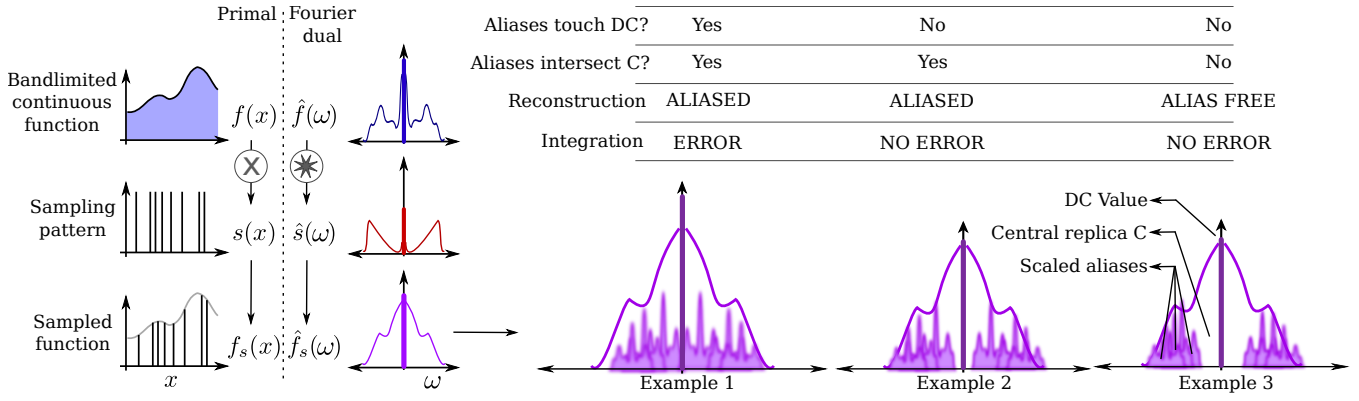 Primal
Fourier
dual
Bandlimited
continuous
function
f(x)
f̂(ω)
X
Sampling
pattern
s(x)
ŝ(ω)
Sampled
function
fₛ(x)
f̂ₛ(ω)
x
ω
Aliases touch DC? Yes No No
Aliases intersect C? Yes Yes No
Reconstruction ALIASED ALIASED ALIAS FREE
Integration ERROR NO ERROR NO ERROR
DC Value
Central replica C
Scaled aliases
Example 1
Example 2
Example 3